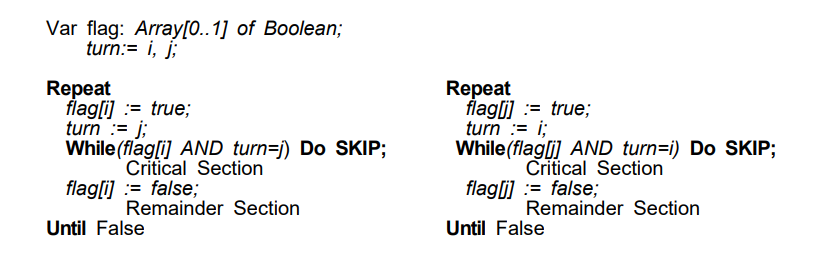 Var flag: Array[0..1] of Boolean;
turn:= i, j;
Repeat
flag[i] := true;
turn := j;
While(flag[i] AND turn=j) Do SKIP;
Critical Section
flag[i] := false;
Remainder Section
Until False
Repeat
flag[j] := true;
turn := i;
While(flag[j] AND turn=i) Do SKIP;
Critical Section
flag[j] := false;
Remainder Section
Until False